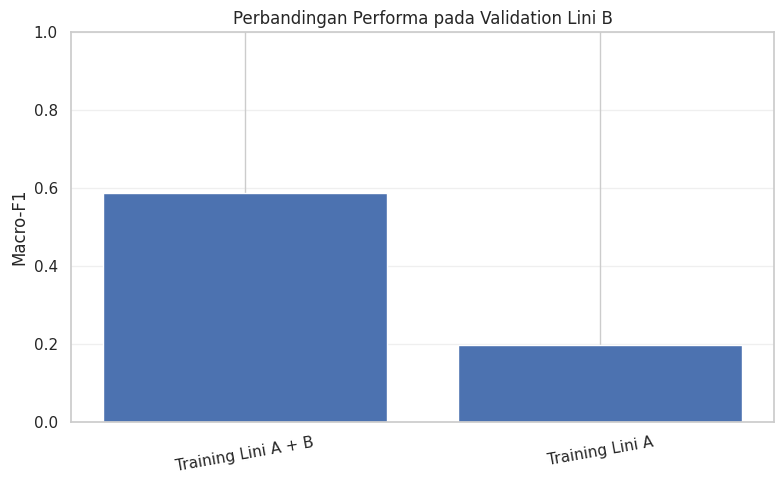 Perbandingan Performa pada Validation Lini B
Macro-F1
1.0
0.8
0.6
0.4
0.2
0.0
Training Lini A + B
Training Lini A